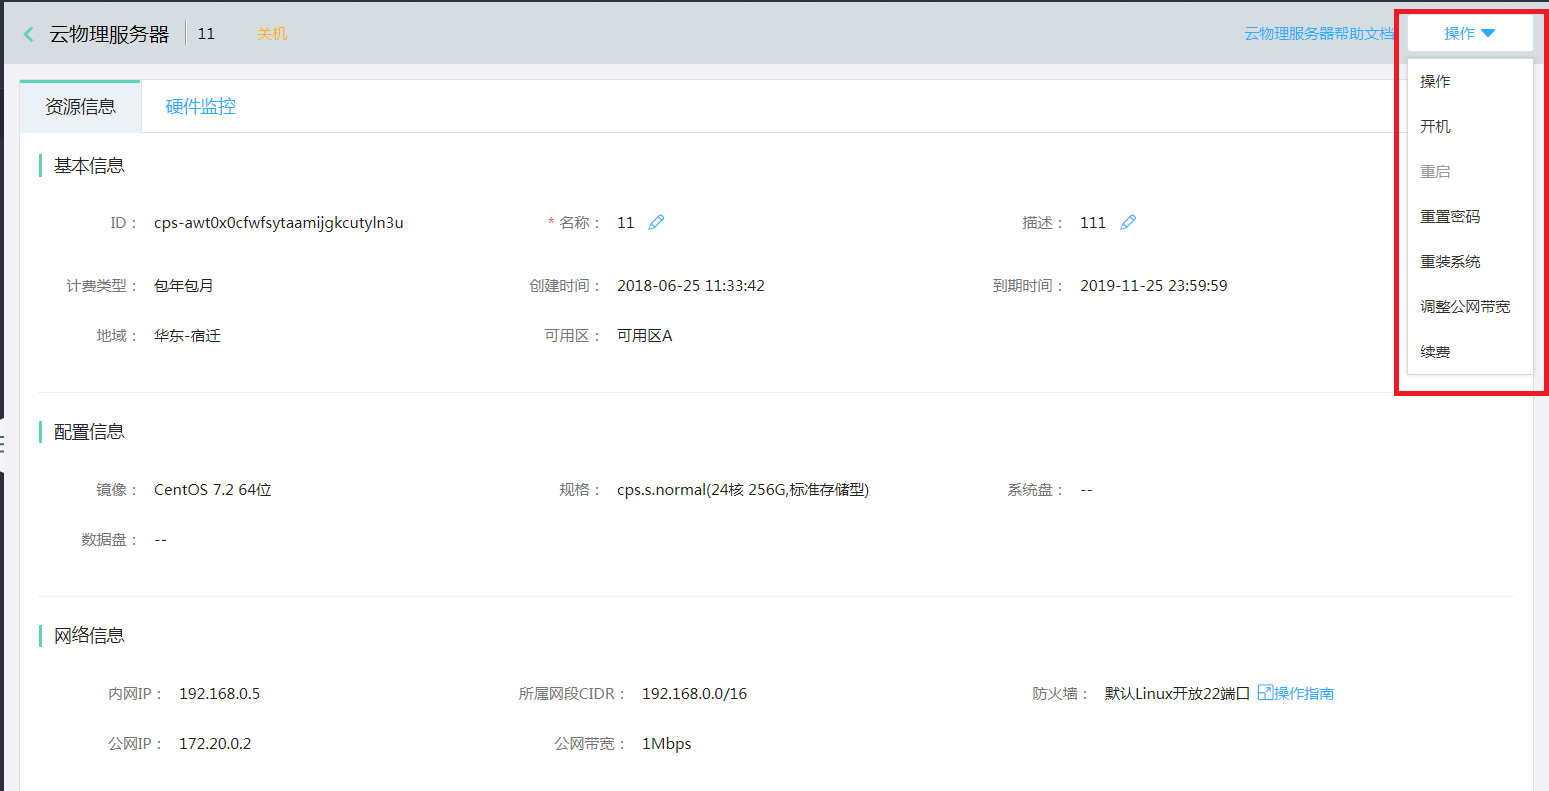 云物理服务器 11 关机 云物理服务器帮助文档 操作
操作
开机
重启
重置密码
重装系统
调整公网带宽
续费
资源信息 硬件监控
基本信息
ID： cps-awt0x0cfwfsytaamijgkcutyln3u * 名称： 11 描述： 111
计费类型： 包年包月 创建时间： 2018-06-25 11:33:42 到期时间： 2019-11-25 23:59:59
地域： 华东-宿迁 可用区： 可用区A
配置信息
镜像： CentOS 7.2 64位 规格： cps.s.normal(24核 256G,标准存储型) 系统盘： --
数据盘： --
网络信息
内网IP： 192.168.0.5 所属网段CIDR： 192.168.0.0/16 防火墙： 默认Linux开放22端口 操作指南
公网IP： 172.20.0.2 公网带宽： 1Mbps